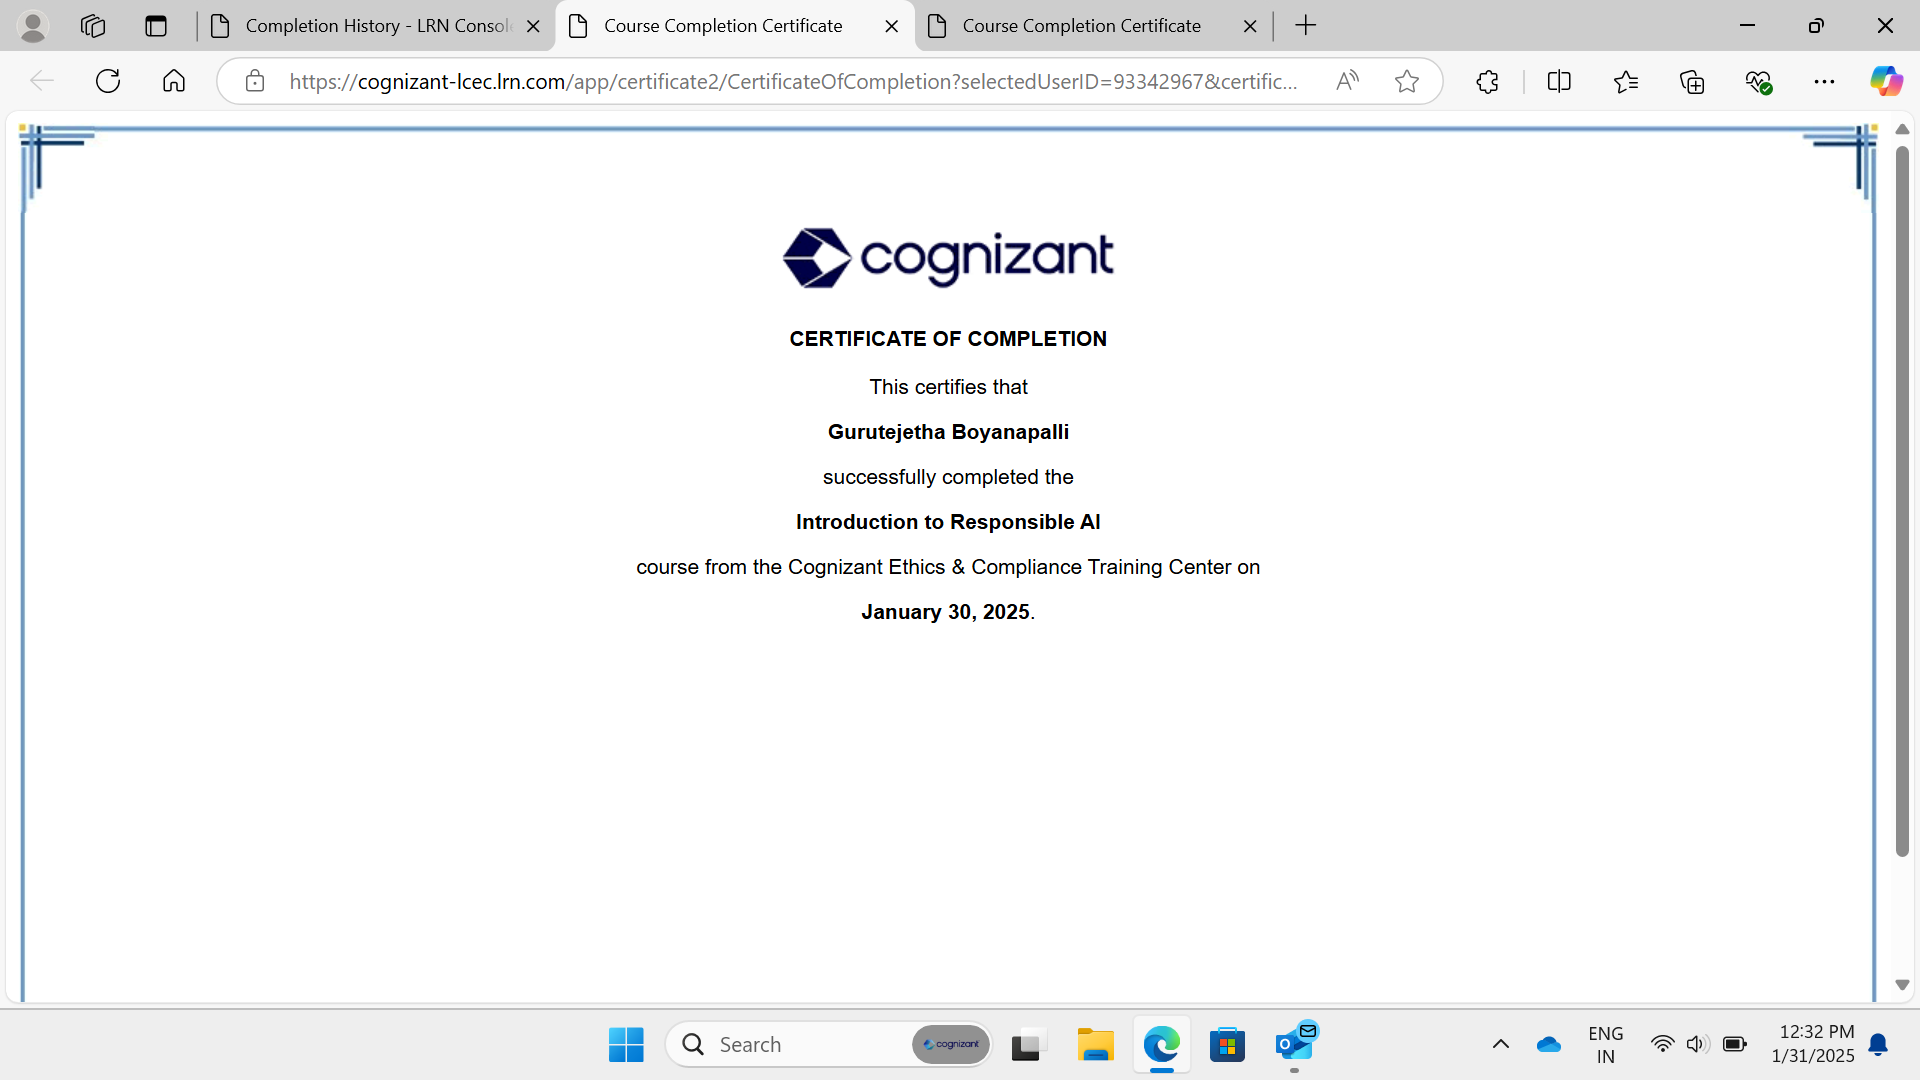 Completion History - LRN Consol
Course Completion Certificate
Course Completion Certificate
https://cognizant-lcec.lrn.com/app/certificate2/CertificateOfCompletion?selectedUserID=93342967&certific...
cognizant
CERTIFICATE OF COMPLETION
This certifies that
Gurutejetha Boyanapalli
successfully completed the
Introduction to Responsible AI
course from the Cognizant Ethics & Compliance Training Center on
January 30, 2025.
Search
cognizant
ENG
IN
12:32 PM
1/31/2025